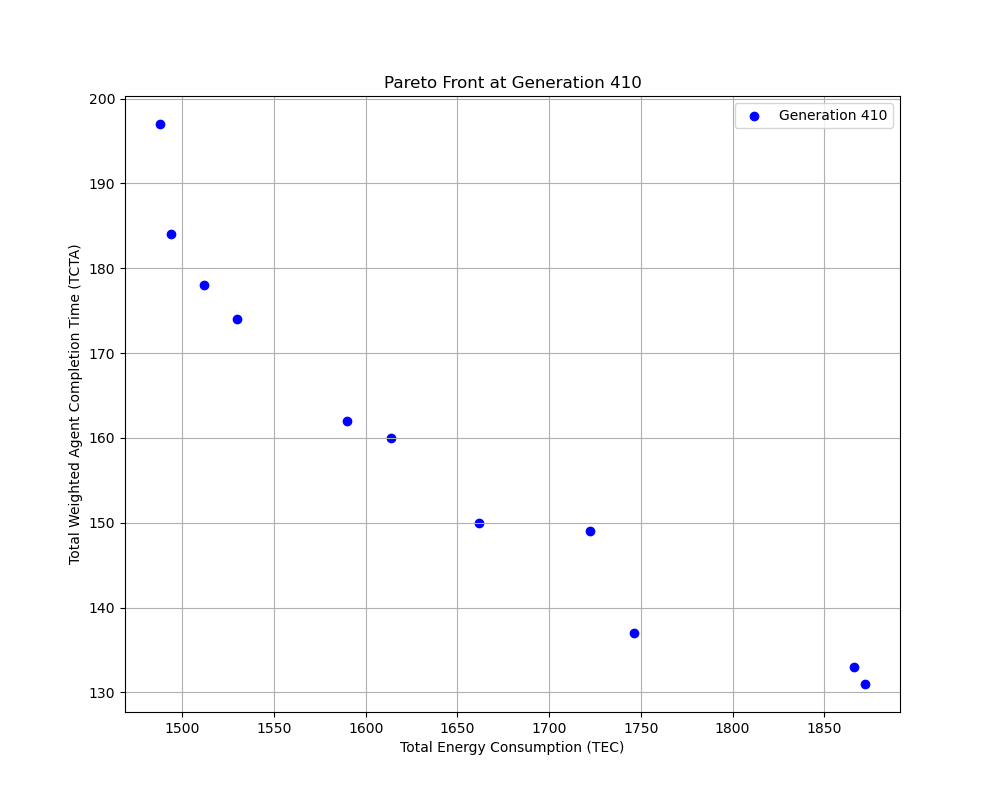 Pareto Front at Generation 410
Generation 410
200
190
180
170
160
150
140
130
Total Weighted Agent Completion Time (TCTA)
1500 1550 1600 1650 1700 1750 1800 1850
Total Energy Consumption (TEC)